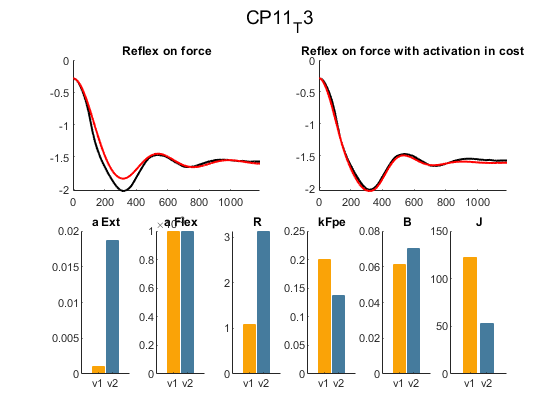 CP11_T3
Reflex on force
Reflex on force with activation in cost
0
-0.5
-1
-1.5
-2
0 200 400 600 800 1000
0
-0.5
-1
-1.5
-2
0 200 400 600 800 1000
a Ext
a Flex
R
kFpe
B
J
0.02
0.015
0.01
0.005
0
v1 v2
1
0.8
0.6
0.4
0.2
0
v1 v2
3
2
1
v1 v2
0.25
0.2
0.15
0.1
0.05
0
v1 v2
0.08
0.06
0.04
0.02
0
v1 v2
150
100
50
0
v1 v2